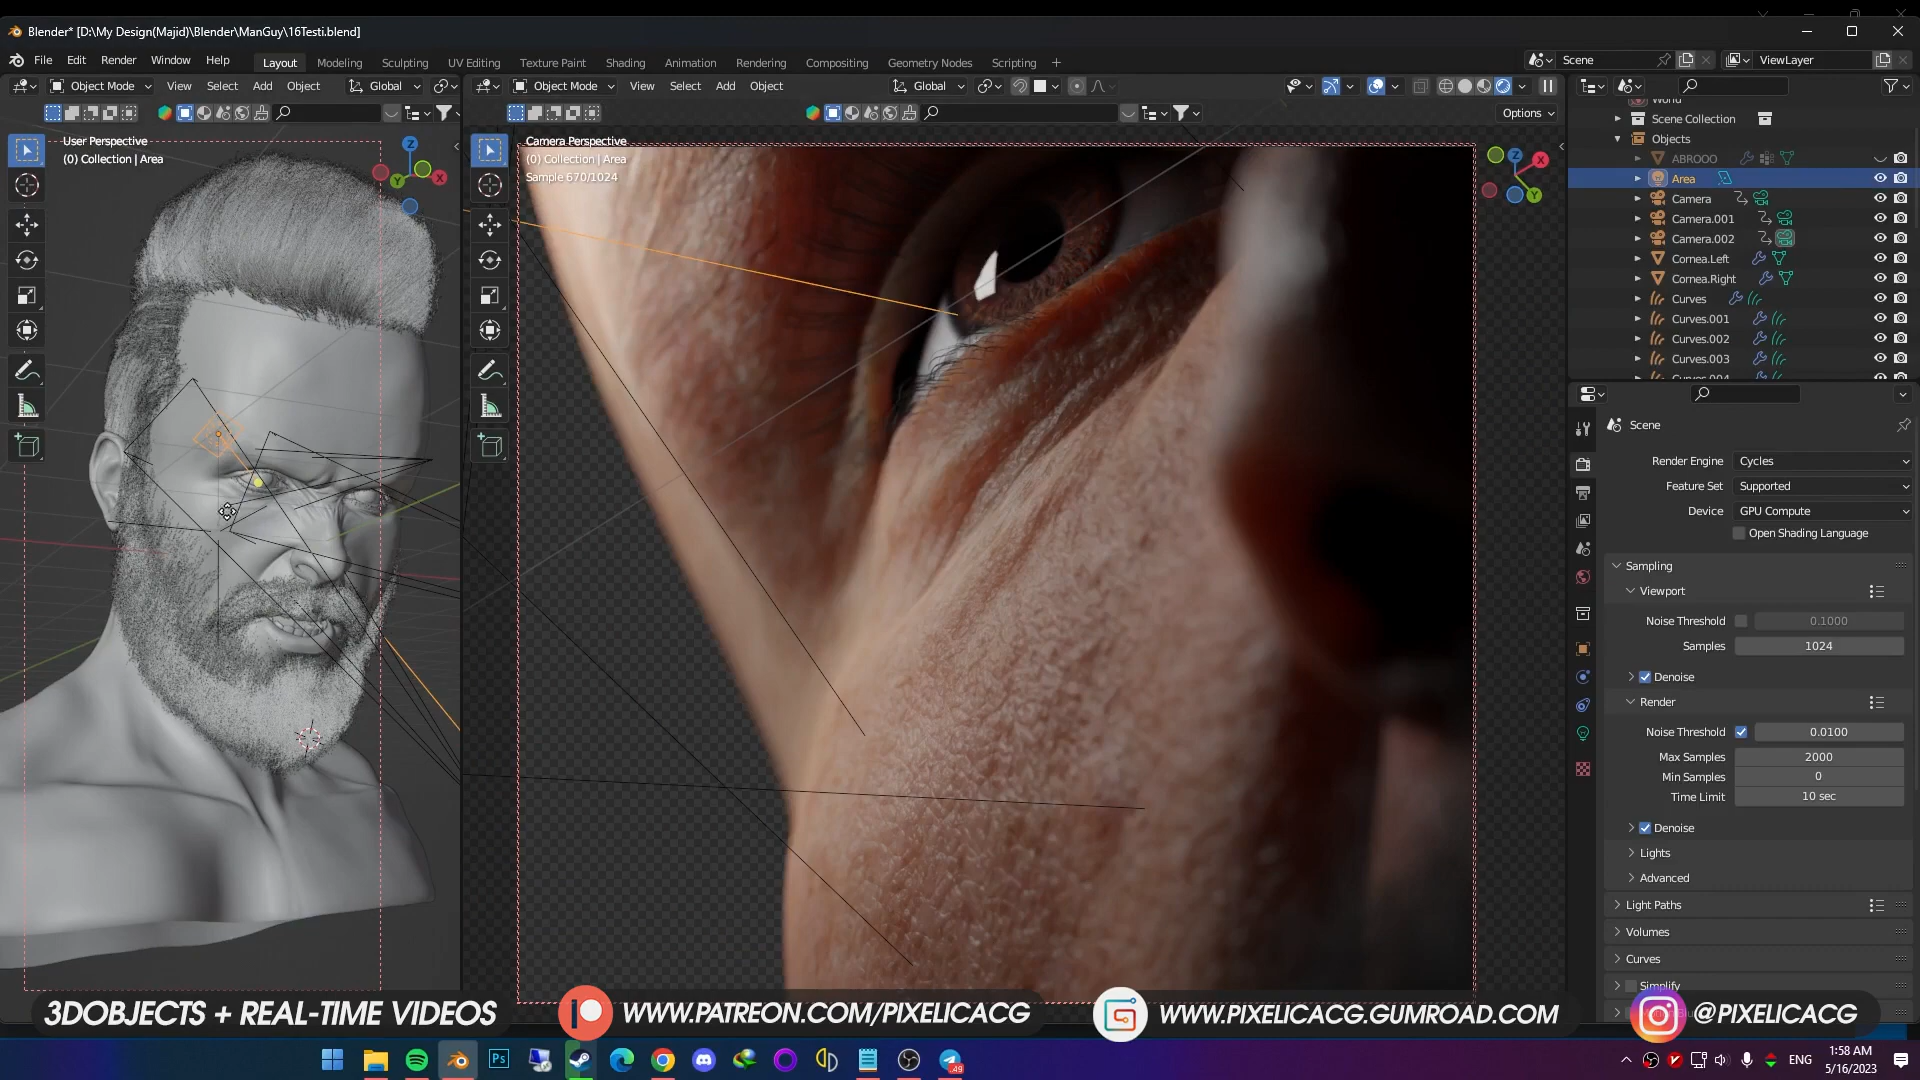 Blender* [D:\My Design(Majid)\Blender\ManGuy\16Testi.blend]
File Edit Render Window Help Layout Modeling Sculpting UV Editing Texture Paint Shading Animation Rendering Compositing Geometry Nodes Scripting + Scene ViewLayer
Object Mode View Select Add Object Global
Object Mode View Select Add Object Global
Options
User Perspective
(0) Collection | Area
Camera Perspective
(0) Collection | Area
Sample 670/1024
Z
X
Y
Z
X
Y
World
Scene Collection
Objects
ABROOO
Area
Camera
Camera.001
Camera.002
Cornea.Left
Cornea.Right
Curves
Curves.001
Curves.002
Curves.003
Curves.004
Scene
Render Engine Cycles
Feature Set Supported
Device GPU Compute
Open Shading Language
Sampling
Viewport
Noise Threshold 0.1000
Samples 1024
Denoise
Render
Noise Threshold 0.0100
Max Samples 2000
Min Samples 0
Time Limit 10 sec
Denoise
Lights
Advanced
Light Paths
Volumes
Curves
Simplify
3DOBJECTS + REAL-TIME VIDEOS WWW.PATREON.COM/PIXELICACG WWW.PIXELICACG.GUMROAD.COM @PIXELICACG
Ps
49
ENG
1:58 AM
5/16/2023